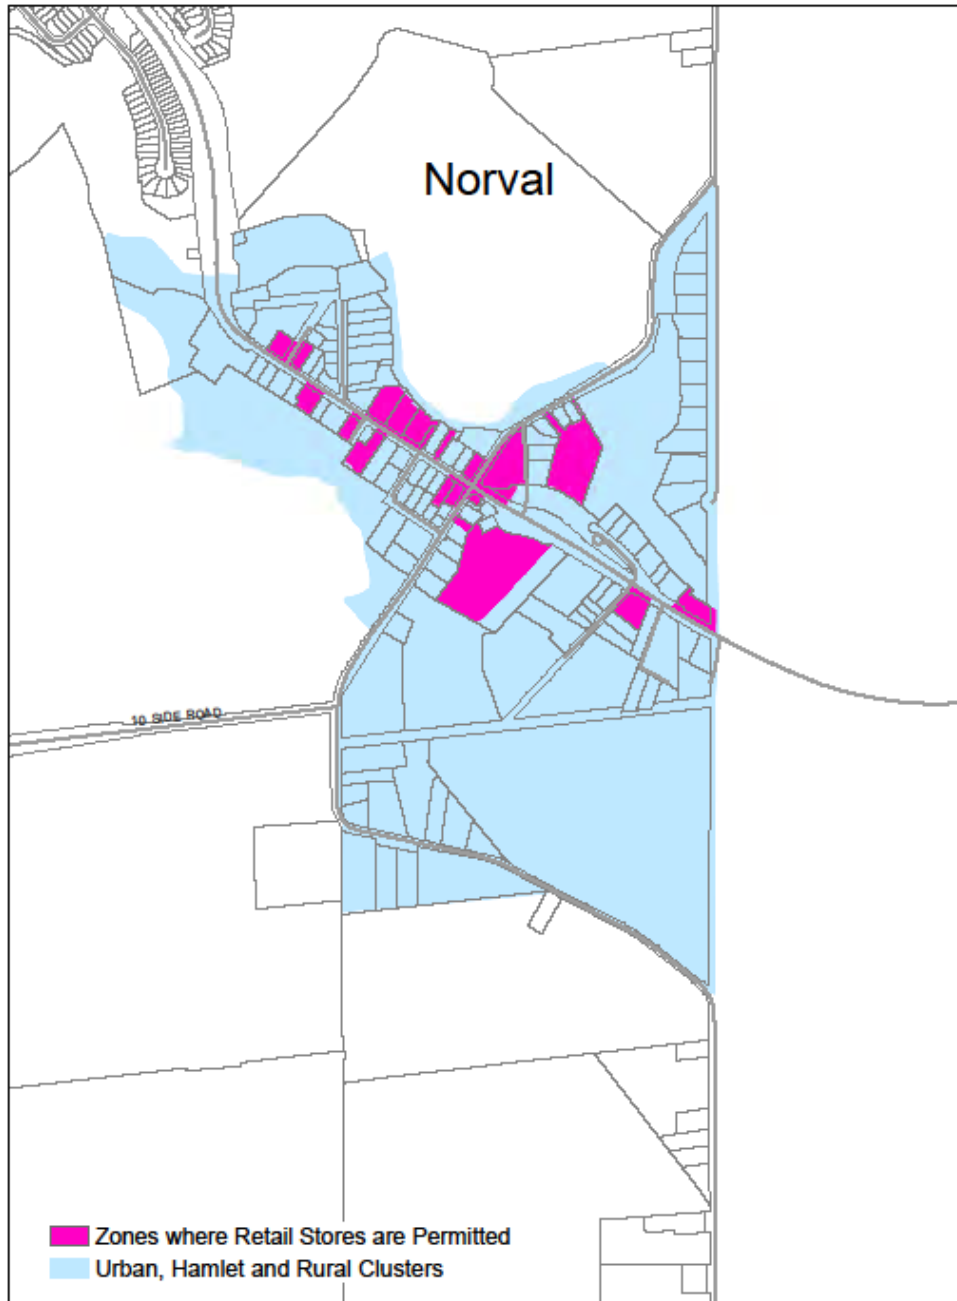 Norval
10 SIDE ROAD
Zones where Retail Stores are Permitted
Urban, Hamlet and Rural Clusters